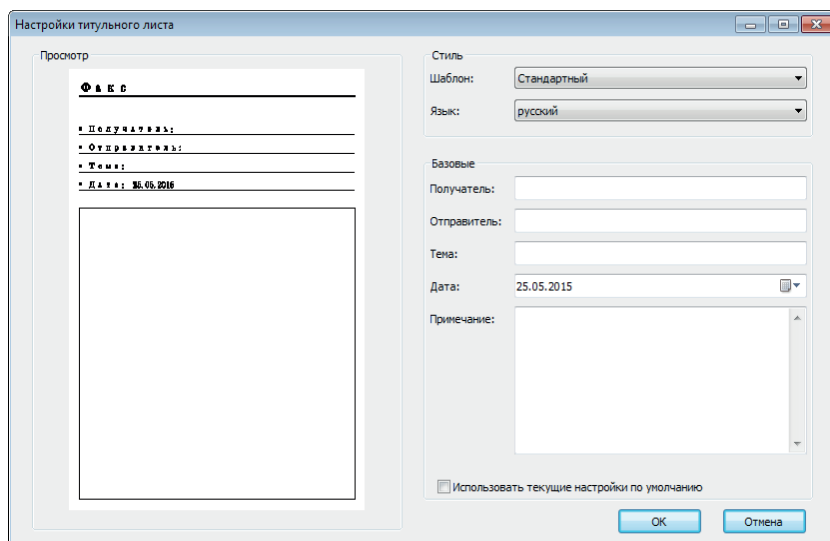 Настройки титульного листа
Просмотр
Факс
Получатель:
Отправитель:
Тема:
Дата: 25.05.2015
Стиль
Шаблон: Стандартный
Язык: русский
Базовые
Получатель:
Отправитель:
Тема:
Дата: 25.05.2015
Примечание:
Использовать текущие настройки по умолчанию
OK Отмена